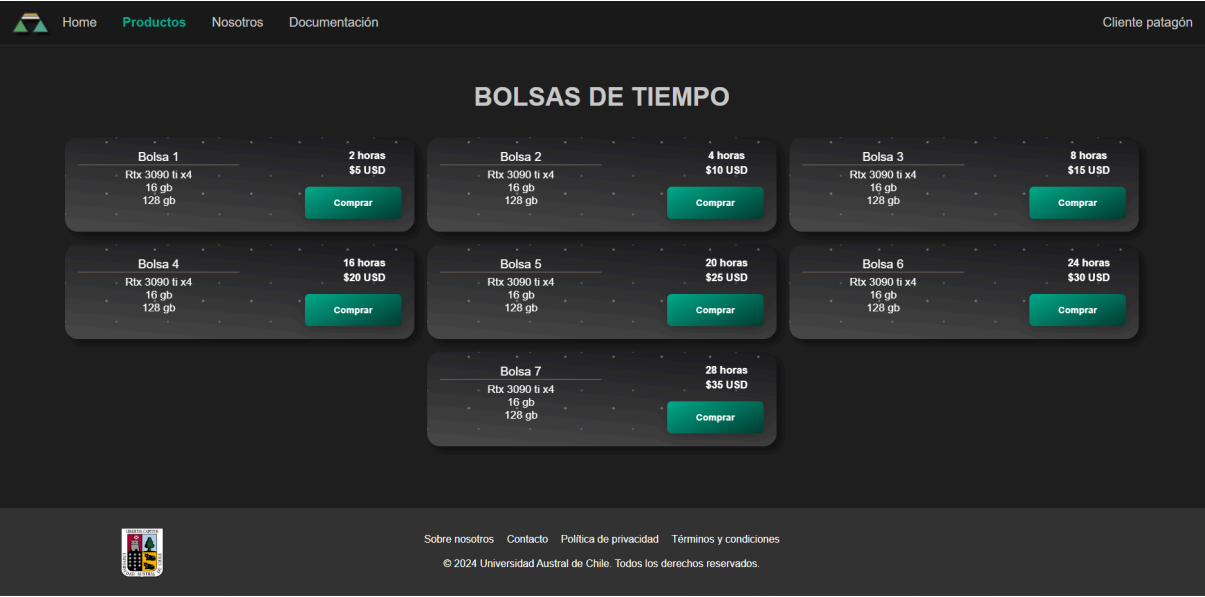 Home Productos Nosotros Documentación Cliente patagón
BOLSAS DE TIEMPO
Bolsa 1
Rtx 3090 ti x4
16 gb
128 gb
2 horas
$5 USD
Comprar
Bolsa 2
Rtx 3090 ti x4
16 gb
128 gb
4 horas
$10 USD
Comprar
Bolsa 3
Rtx 3090 ti x4
16 gb
128 gb
8 horas
$15 USD
Comprar
Bolsa 4
Rtx 3090 ti x4
16 gb
128 gb
16 horas
$20 USD
Comprar
Bolsa 5
Rtx 3090 ti x4
16 gb
128 gb
20 horas
$25 USD
Comprar
Bolsa 6
Rtx 3090 ti x4
16 gb
128 gb
24 horas
$30 USD
Comprar
Bolsa 7
Rtx 3090 ti x4
16 gb
128 gb
28 horas
$35 USD
Comprar
Sobre nosotros Contacto Política de privacidad Términos y condiciones
© 2024 Universidad Austral de Chile. Todos los derechos reservados.